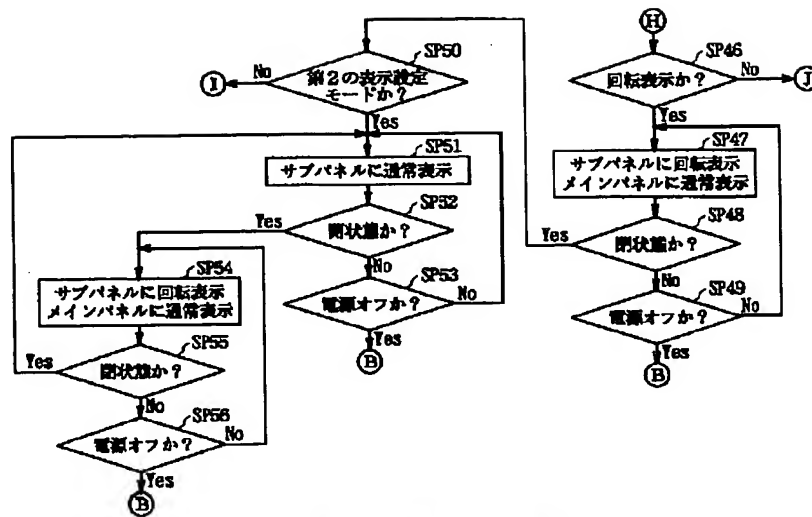 H
SP50
SP46
I
No
第2の表示設定
モードか?
回転表示か?
No
J
Yes
Yes
SP51
サブパネルに通常表示
SP47
サブパネルに回転表示
メインパネルに通常表示
SP52
開状態か?
Yes
No
SP48
閉状態か?
Yes
No
SP53
電源オフか?
No
Yes
B
SP49
電源オフか?
No
Yes
B
SP54
サブパネルに回転表示
メインパネルに通常表示
SP55
閉状態か?
Yes
No
SP56
電源オフか?
No
Yes
B